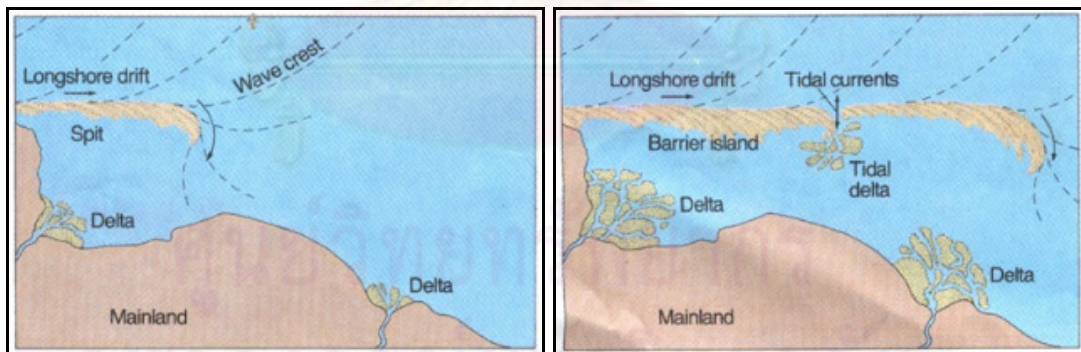 Longshore drift
Wave crest
Spit
Delta
Delta
Mainland
Longshore drift
Tidal currents
Barrier island
Tidal
delta
Delta
Delta
Mainland